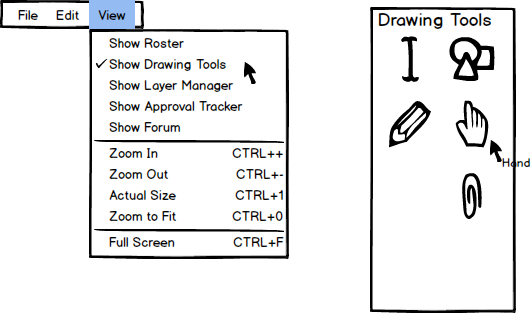 File Edit View
Show Roster
Show Drawing Tools
Show Layer Manager
Show Approval Tracker
Show Forum
Zoom In CTRL++
Zoom Out CTRL+-
Actual Size CTRL+1
Zoom to Fit CTRL+0
Full Screen CTRL+F
Drawing Tools
Hand